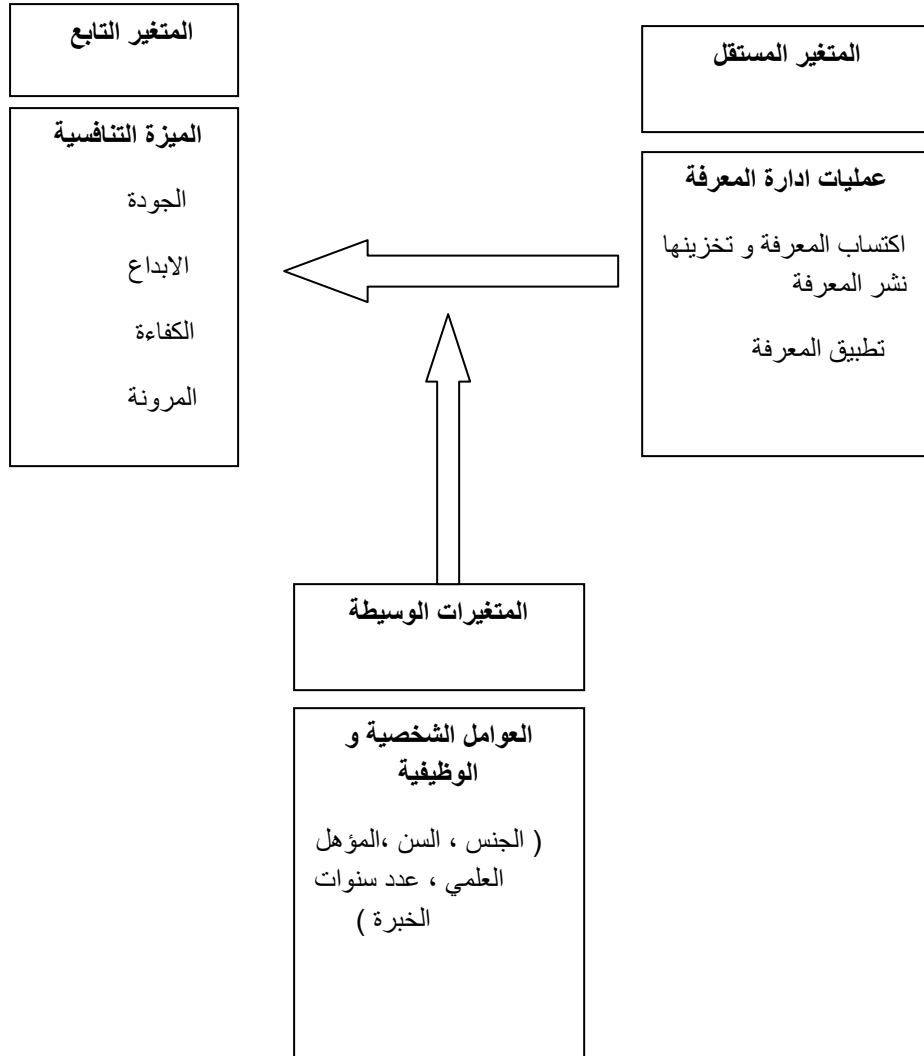 المتغير المستقل
عمليات ادارة المعرفة
اكتساب المعرفة و تخزينها
نشر المعرفة
تطبيق المعرفة
المتغير التابع
الميزة التنافسية
الجودة
الابداع
الكفاءة
المرونة
المتغيرات الوسيطة
العوامل الشخصية و
الوظيفية
( الجنس ، السن ،المؤهل
العلمي ، عدد سنوات
الخبرة )